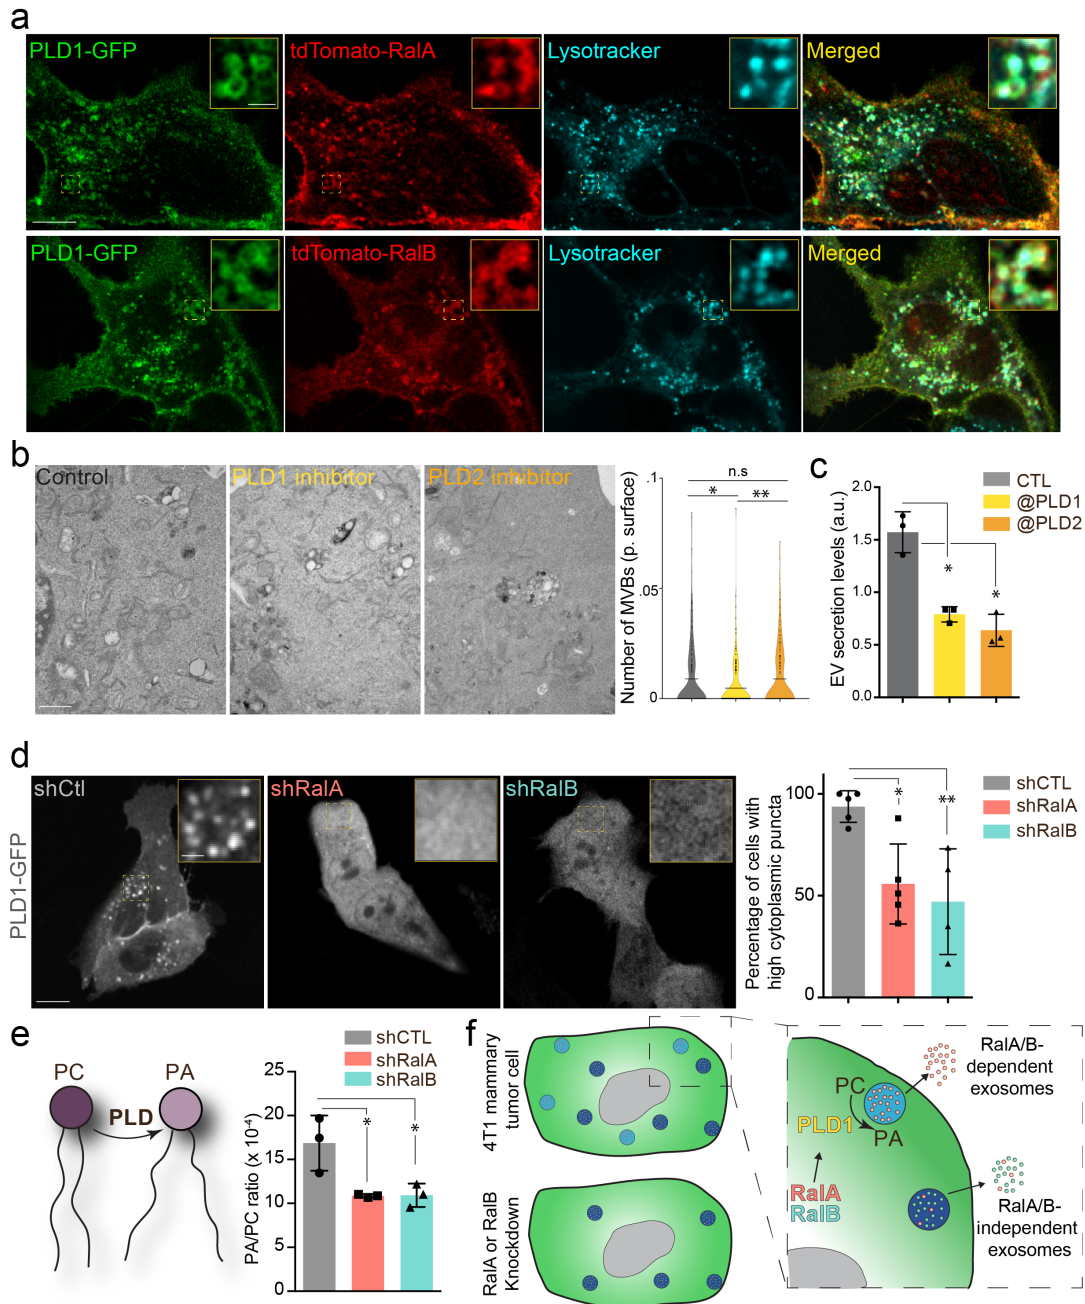 a
PLD1-GFP
tdTomato-RalA
Lysotracker
Merged
PLD1-GFP
tdTomato-RalB
Lysotracker
Merged
b
Control
PLD1 inhibitor
PLD2 inhibitor
Number of MVBs (p. surface)
.1
.05
0
n.s
*
**
c
CTL
@PLD1
@PLD2
EV secretion levels (a.u.)
2.0
1.5
1.0
0.5
0.0
*
*
d
PLD1-GFP
shCtl
shRalA
shRalB
Percentage of cells with
high cytoplasmic puncta
100
50
0
*
**
shCTL
shRalA
shRalB
e
PC
PA
PLD
shCTL
shRalA
shRalB
PA/PC ratio (x 10⁻⁴)
25
20
15
10
5
0
*
*
f
4T1 mammary
tumor cell
RalA or RalB
Knockdown
PC
PLD1
PA
RalA
RalB
RalA/B-
dependent
exosomes
RalA/B-
independent
exosomes